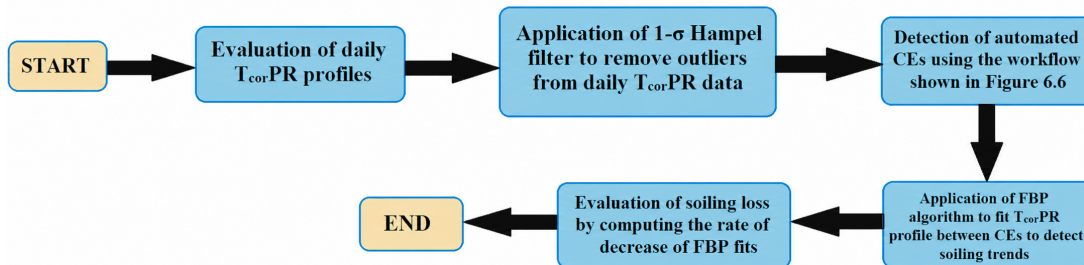 START
Evaluation of daily
TcorPR profiles
Application of 1-σ Hampel
filter to remove outliers
from daily TcorPR data
Detection of automated
CEs using the workflow
shown in Figure 6.6
Application of FBP
algorithm to fit TcorPR
profile between CEs to detect
soiling trends
Evaluation of soiling loss
by computing the rate of
decrease of FBP fits
END